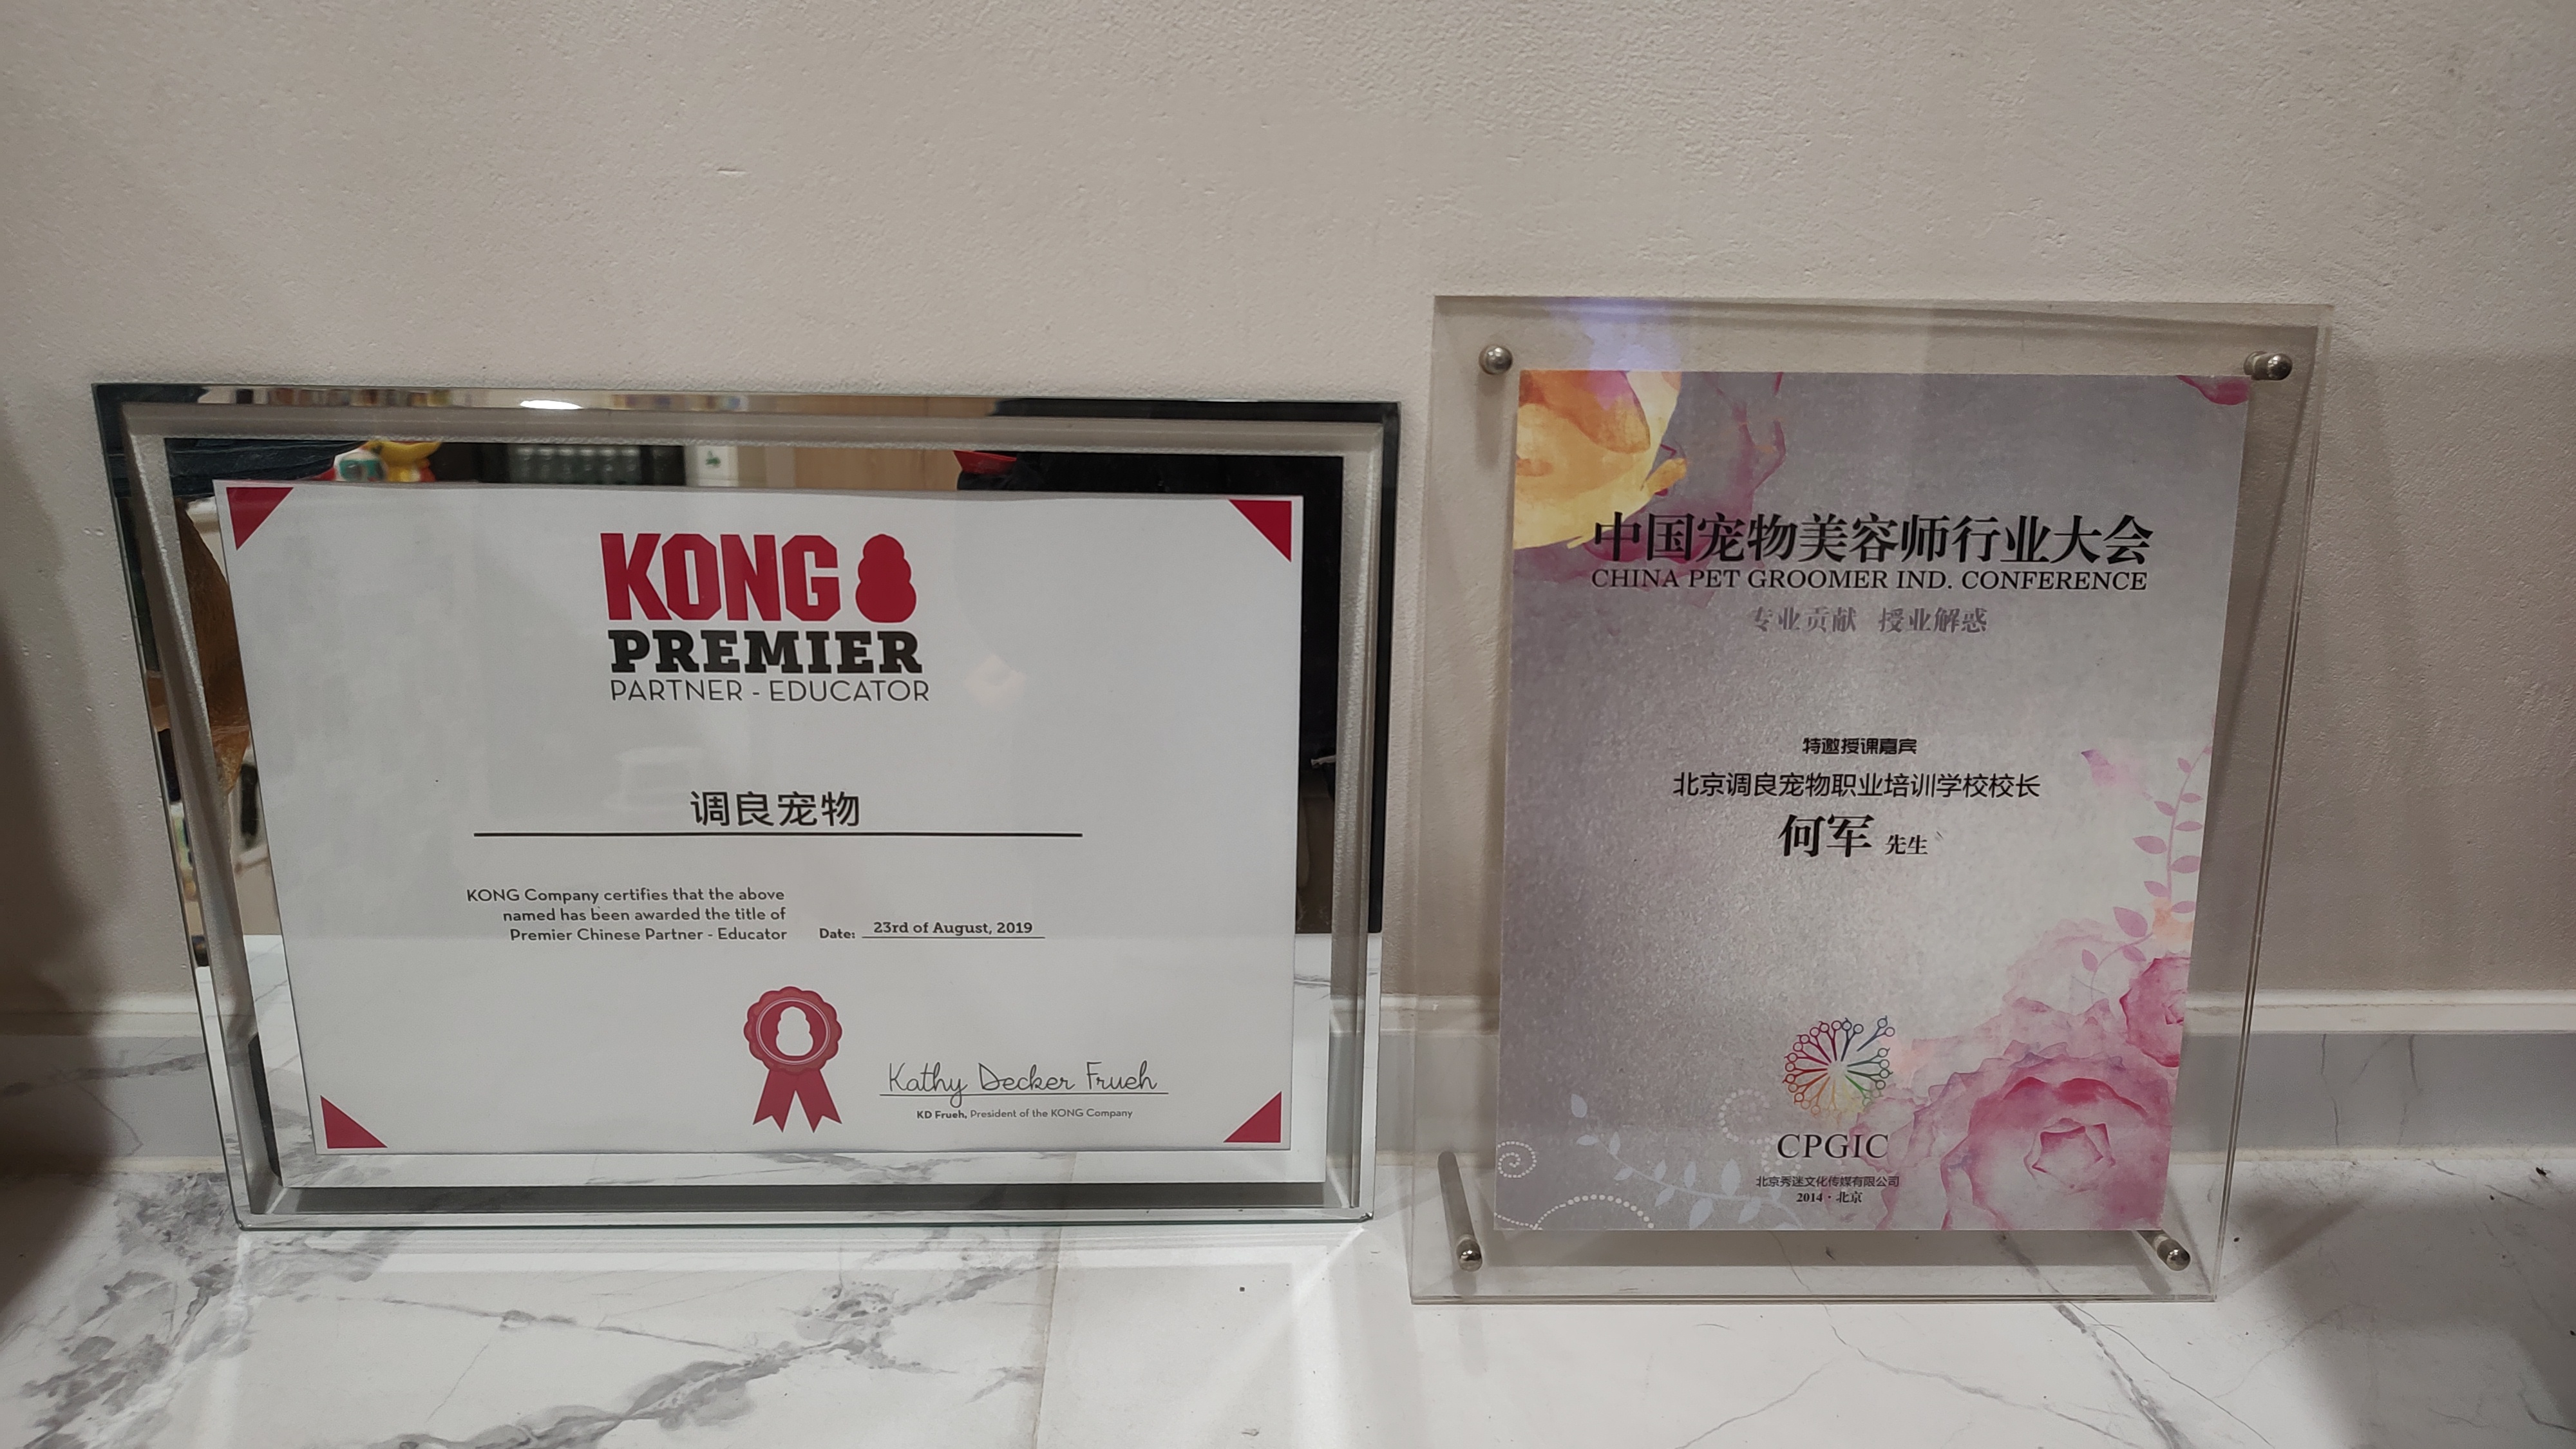 KONG
PREMIER
PARTNER - EDUCATOR
调良宠物
KONG Company certifies that the above
named has been awarded the title of
Premier Chinese Partner - Educator
Date: 23rd of August, 2019
Kathy Decker Frueh
KD Frueh, President of the KONG Company
中国宠物美容师行业大会
CHINA PET GROOMER IND. CONFERENCE
专业贡献 授业解惑
特邀授课嘉宾
北京调良宠物职业培训学校校长
何军 先生
CPGIC
北京秀迷文化传媒有限公司
2014·北京